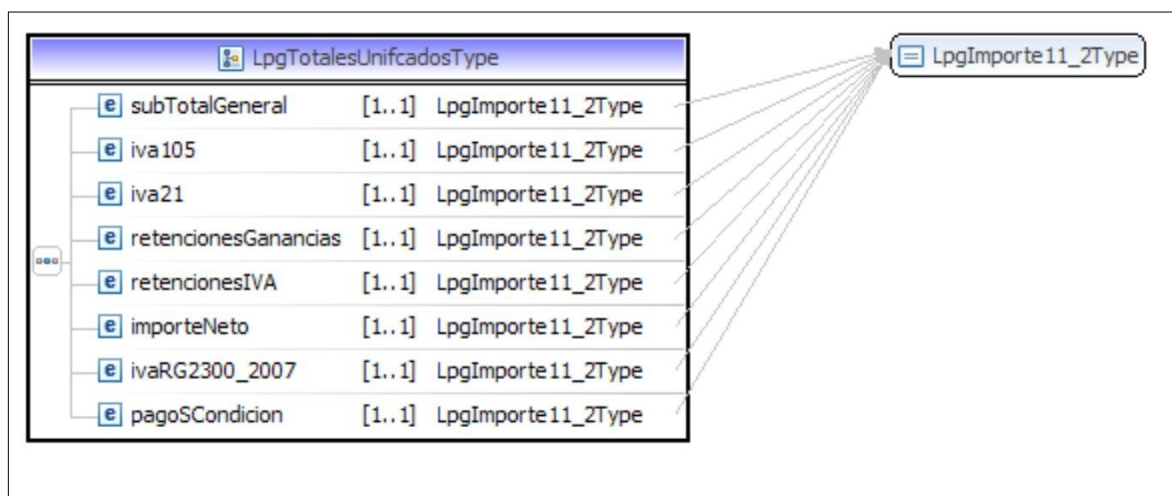 LpgTotalesUnifcadosType
LpgImporte11_2Type
subTotalGeneral [1..1] LpgImporte11_2Type
iva105 [1..1] LpgImporte11_2Type
iva21 [1..1] LpgImporte11_2Type
retencionesGanancias [1..1] LpgImporte11_2Type
retencionesIVA [1..1] LpgImporte11_2Type
importeNeto [1..1] LpgImporte11_2Type
ivaRG2300_2007 [1..1] LpgImporte11_2Type
pagoSCondicion [1..1] LpgImporte11_2Type